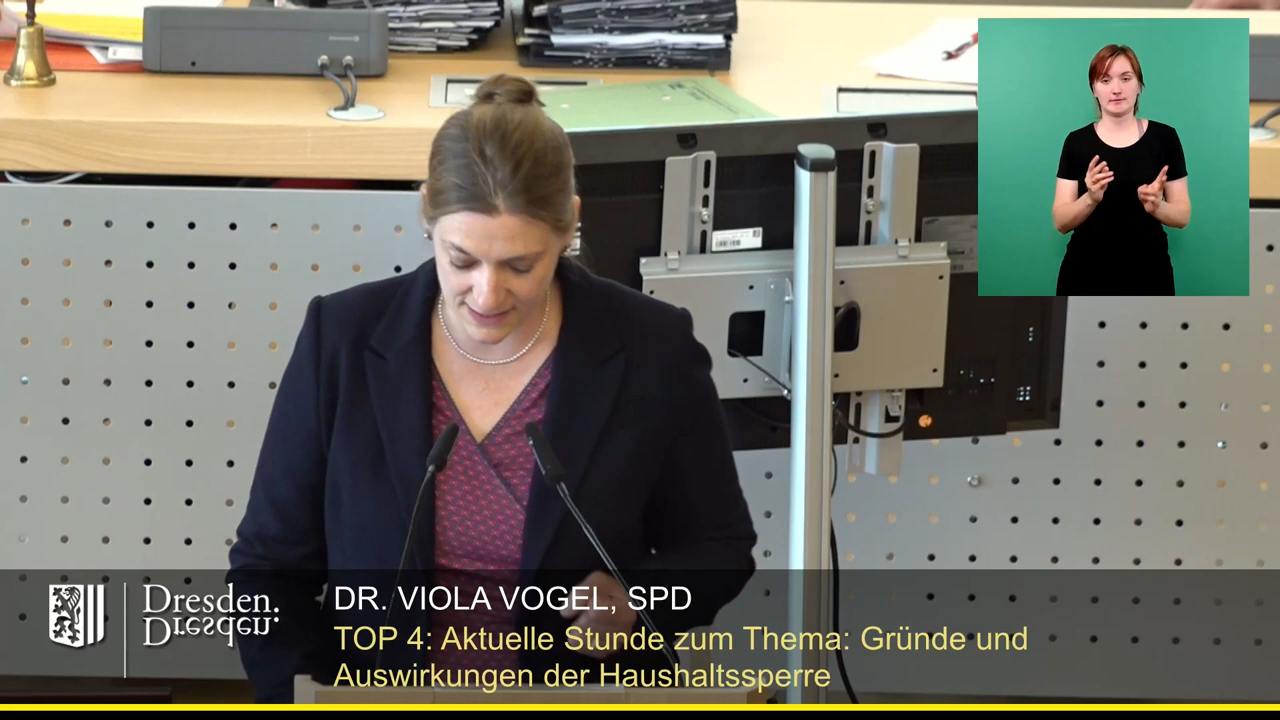 Dresden.
Dresden.
DR. VIOLA VOGEL, SPD
TOP 4: Aktuelle Stunde zum Thema: Gründe und
Auswirkungen der Haushaltssperre